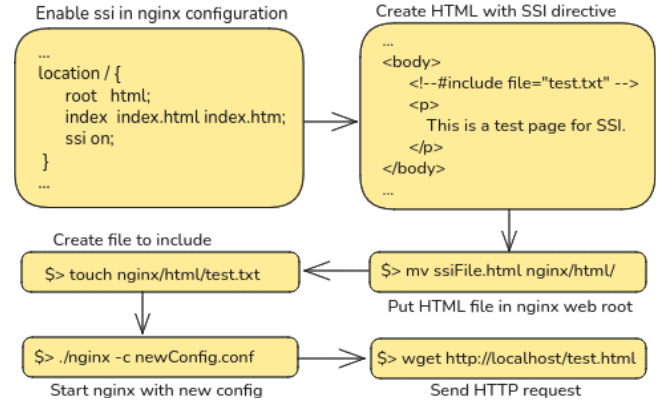 Enable ssi in nginx configuration
...
location / {
root html;
index index.html index.htm;
ssi on;
}
...
Create HTML with SSI directive
...
<body>
<!--#include file="test.txt" -->
<p>
This is a test page for SSI.
</p>
</body>
...
$> mv ssiFile.html nginx/html/
Put HTML file in nginx web root
Create file to include
$> touch nginx/html/test.txt
$> ./nginx -c newConfig.conf
Start nginx with new config
$> wget http://localhost/test.html
Send HTTP request